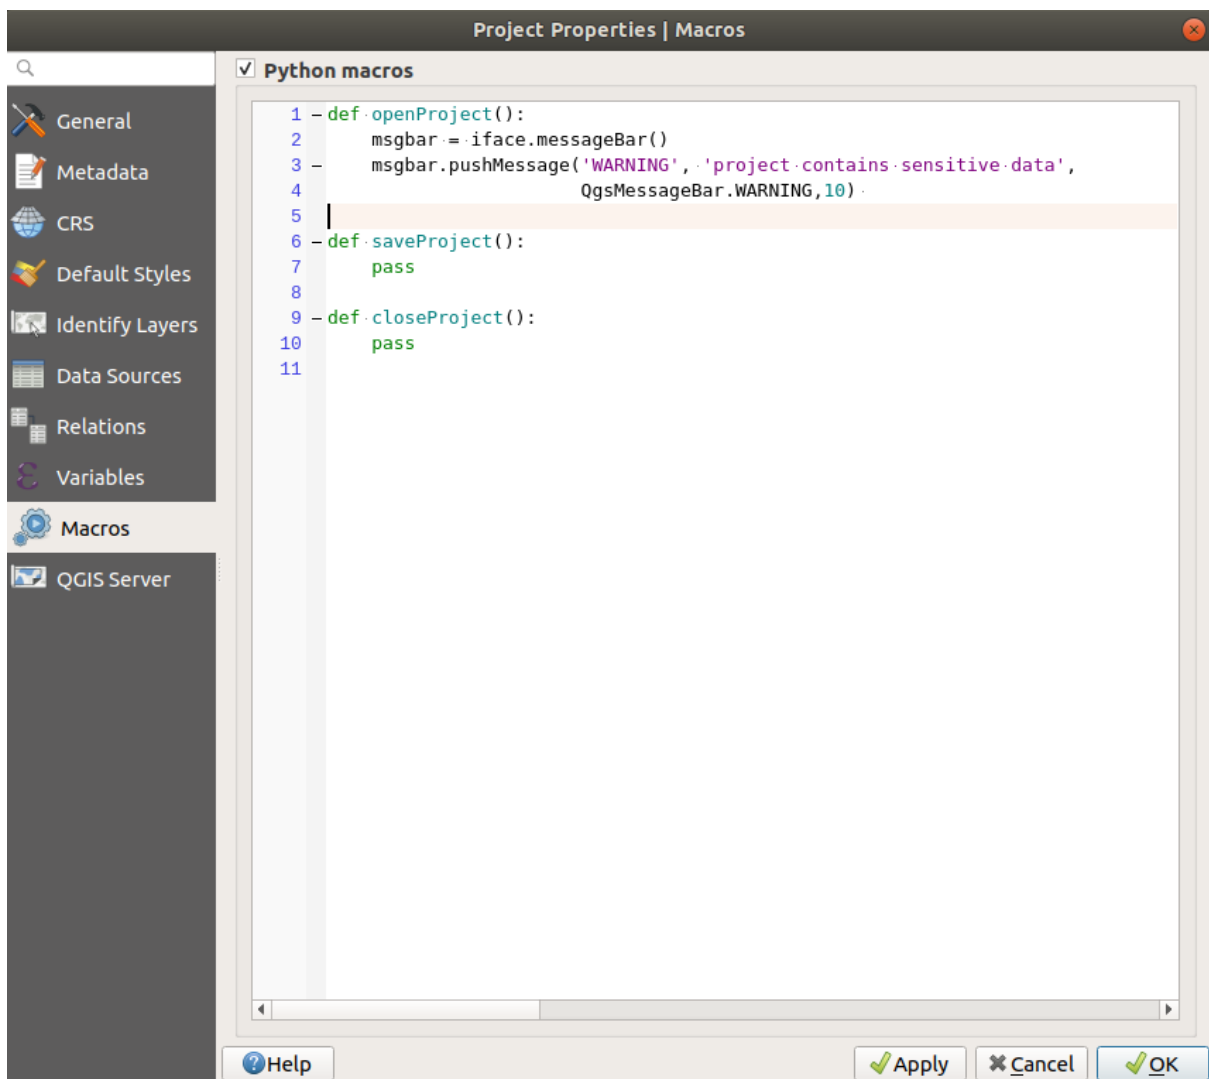 Project Properties | Macros
Python macros
General
Metadata
CRS
Default Styles
Identify Layers
Data Sources
Relations
Variables
Macros
QGIS Server
1 def openProject():
2 msgbar = iface.messageBar()
3 msgbar.pushMessage('WARNING', 'project contains sensitive data',
4 QgsMessageBar.WARNING,10)
5
6 def saveProject():
7 pass
8
9 def closeProject():
10 pass
11
Help
Apply
Cancel
OK